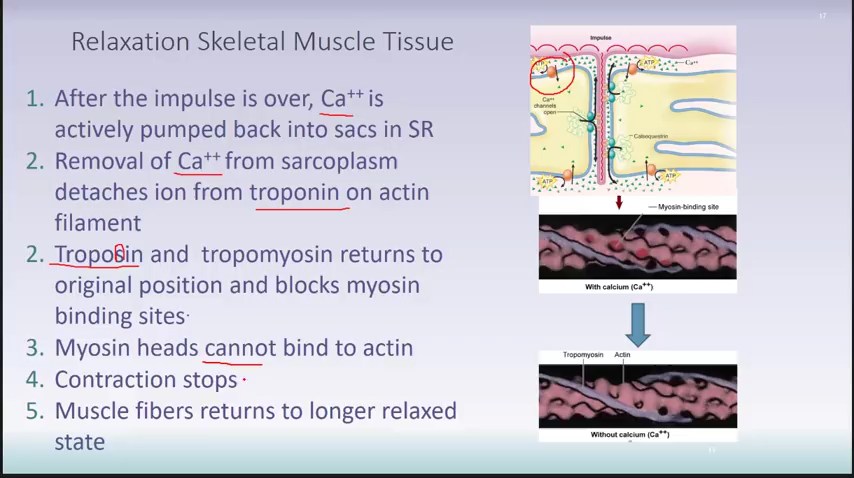 17
Relaxation Skeletal Muscle Tissue
1. After the impulse is over, Ca++ is
actively pumped back into sacs in SR
2. Removal of Ca++ from sarcoplasm
detaches ion from troponin on actin
filament
2. Troposin and tropomyosin returns to
original position and blocks myosin
binding sites
3. Myosin heads cannot bind to actin
4. Contraction stops
5. Muscle fibers returns to longer relaxed
state
Impulse
ATP
ATP
Ca++
Ca++
channels
open
Calsequestrin
ATP
ATP
Myosin-binding site
With calcium (Ca++)
Tropomyosin
Actin
Without calcium (Ca++)